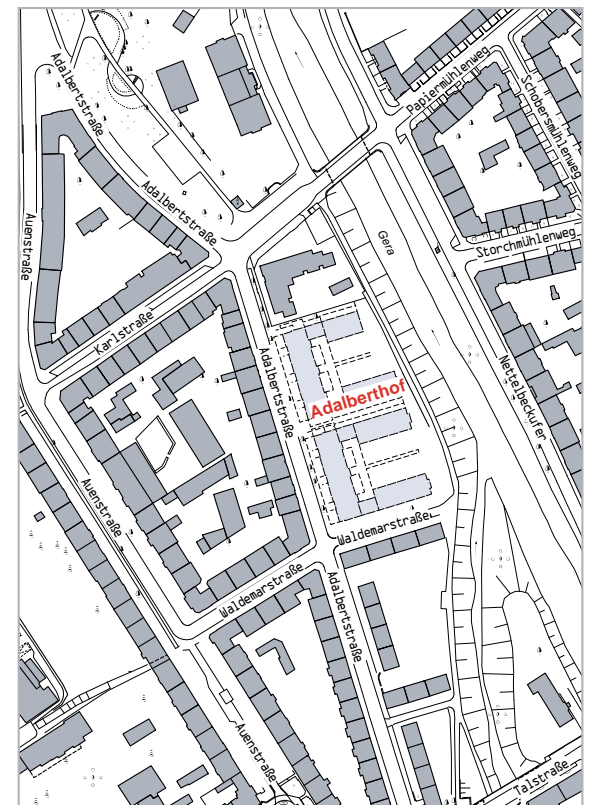 Adalbertstraße
Papiermühlenweg
Schobersmühlenweg
Adalbertstraße
Auenstraße
Gera
Storchmühlenweg
Karlstraße
Adalbertstraße
Nettelbeckufer
Adalberthof
Auenstraße
Waldemarstraße
Waldemarstraße
Adalbertstraße
Auenstraße
Talstraße